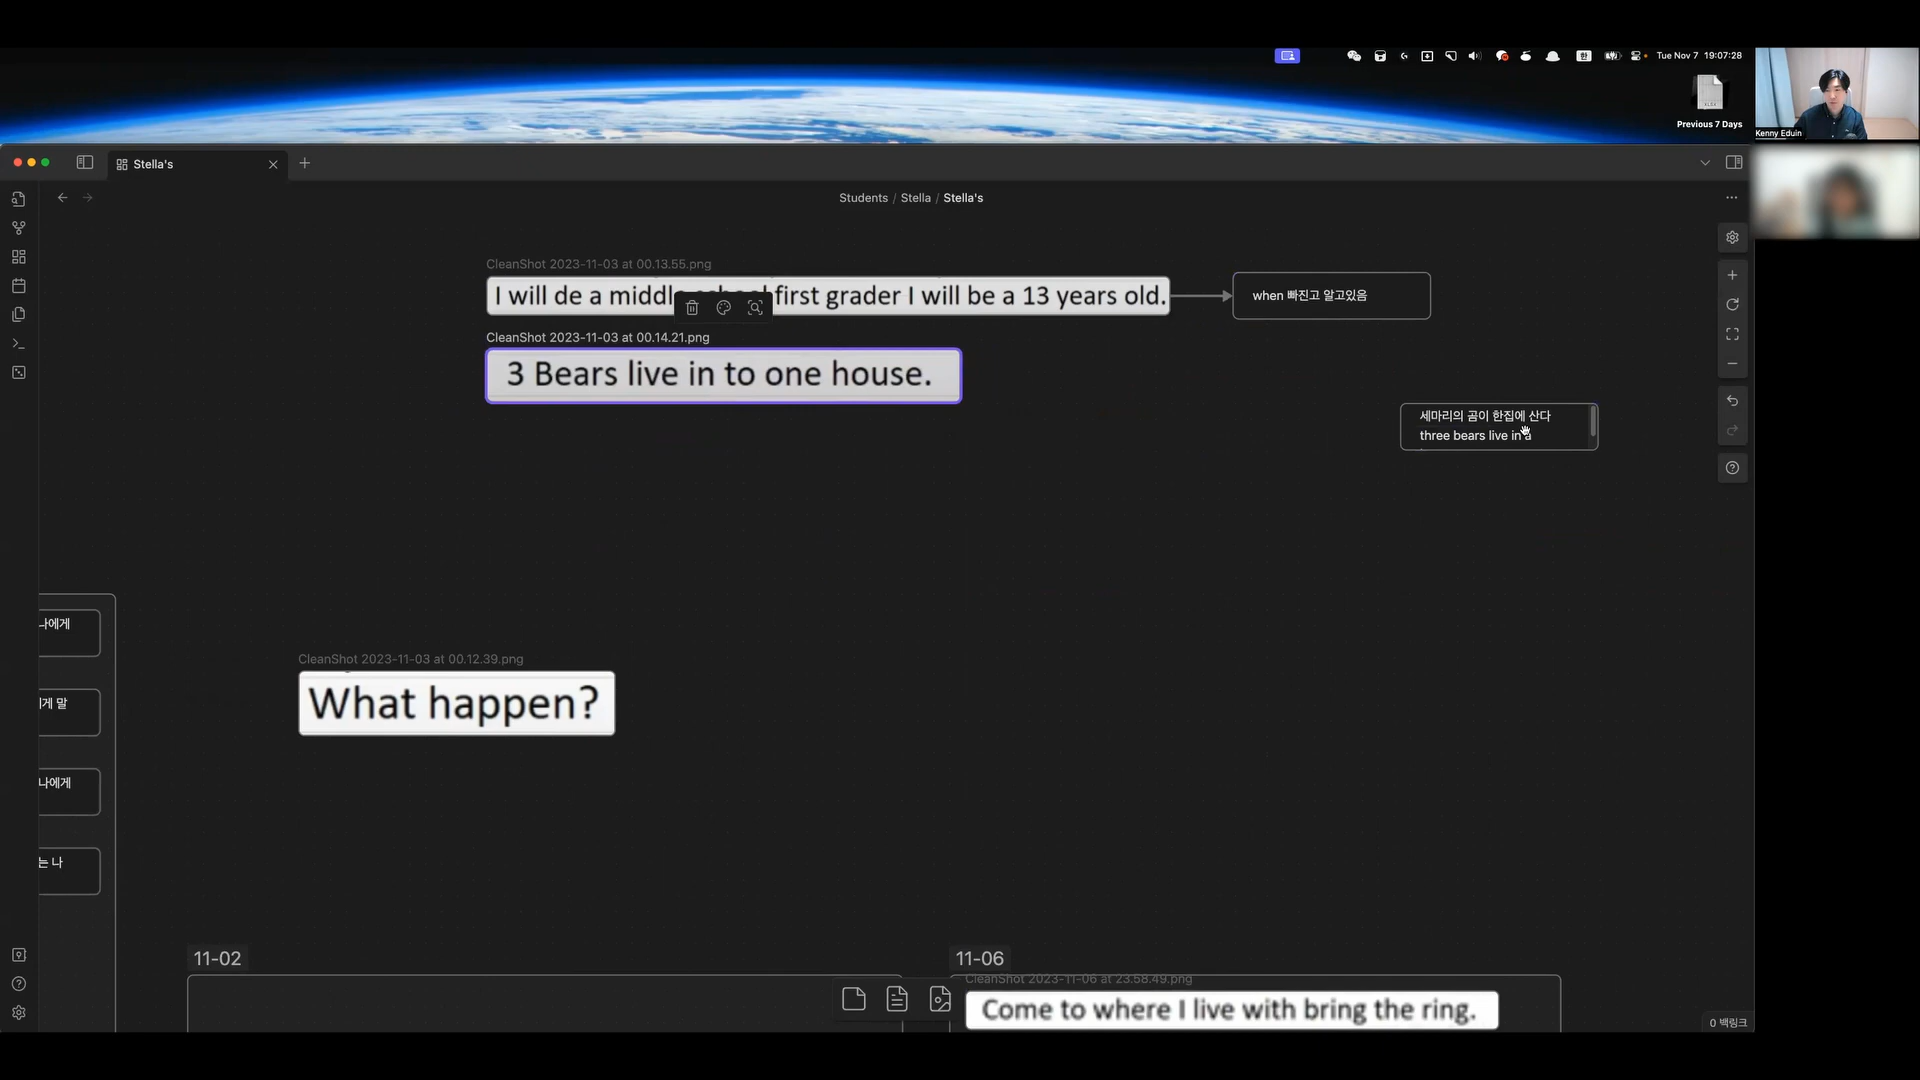 Tue Nov 7 19:07:28
한
XLSX
Previous 7 Days
Kenny Eduin
Stella's
Students / Stella / Stella's
CleanShot 2023-11-03 at 00.13.55.png
I will de a middle school first grader I will be a 13 years old.
when 빠진고 알고있음
CleanShot 2023-11-03 at 00.14.21.png
3 Bears live in to one house.
세마리의 곰이 한집에 산다
three bears live in a
나에게
게 말
나에게
는 나
CleanShot 2023-11-03 at 00.12.39.png
What happen?
11-02
11-06
CleanShot 2023-11-06 at 23.58.49.png
Come to where I live with bring the ring.
0 백링크